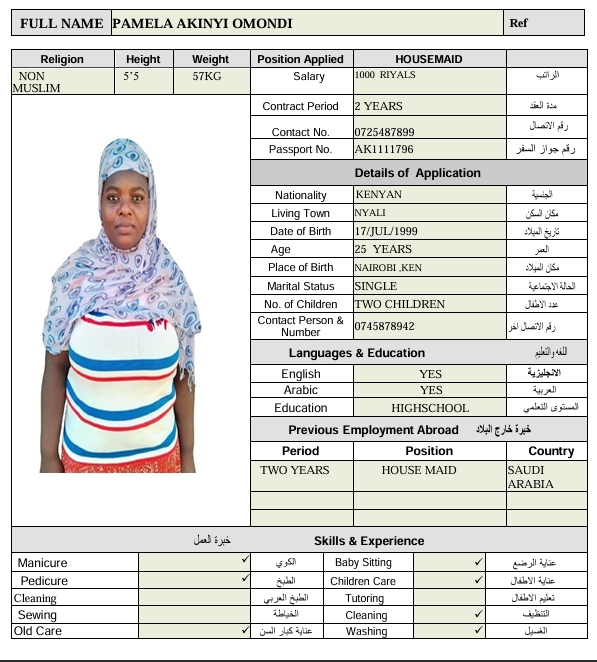 FULL NAME PAMELA AKINYI OMONDI Ref
Religion Height Weight Position Applied HOUSEMAID
NON MUSLIM 5’5 57KG Salary 1000 RIYALS الراتب
Contract Period 2 YEARS مدة العقد
Contact No. 0725487899 رقم الاتصال
Passport No. AK1111796 رقم جواز السفر
Details of Application
Nationality KENYAN الجنسية
Living Town NYALI مكان السكن
Date of Birth 17/JUL/1999 تاريخ الميلاد
Age 25 YEARS العمر
Place of Birth NAIROBI ,KEN مكان الميلاد
Marital Status SINGLE الحالة الاجتماعية
No. of Children TWO CHILDREN عدد الاطفال
Contact Person & Number 0745878942 رقم الاتصال اخر
Languages & Education اللغه والتعليم
English YES الانجليزية
Arabic YES العربية
Education HIGHSCHOOL المستوى التعلمي
Previous Employment Abroad خبرة خارج البلاد
Period Position Country
TWO YEARS HOUSE MAID SAUDI ARABIA
خبرة العمل Skills & Experience
Manicure ✓ الكوي Baby Sitting ✓ عناية الرضع
Pedicure ✓ الطبخ Children Care ✓ عناية الاطفال
Cleaning الطبخ العربي Tutoring تعليم الاطفال
Sewing الخياطة Cleaning ✓ التنظيف
Old Care ✓ عناية كبار السن Washing ✓ الغسيل